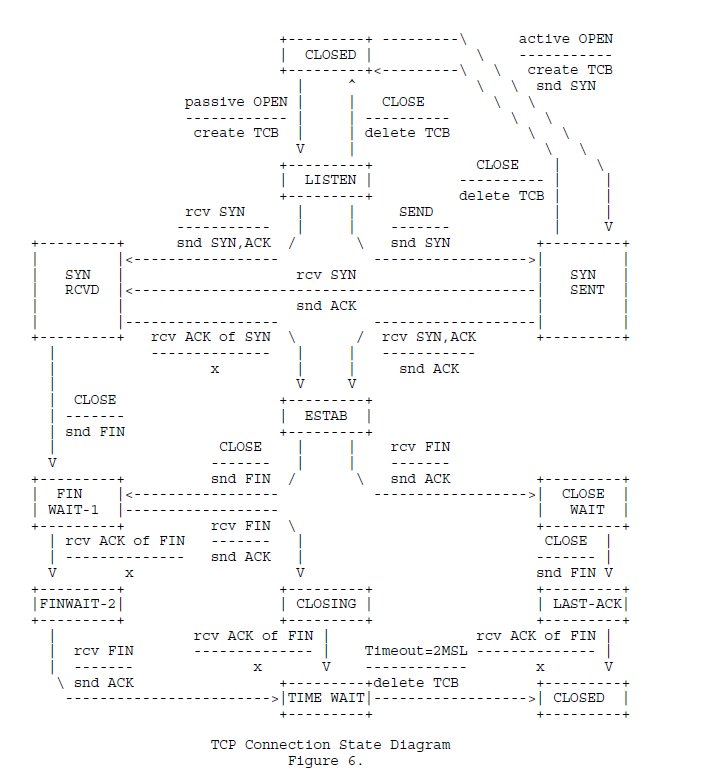 active OPEN
CLOSED
create TCB
snd SYN
passive OPEN CLOSE
create TCB delete TCB
CLOSE
LISTEN
delete TCB
rcv SYN SEND
snd SYN,ACK snd SYN
SYN rcv SYN SYN
RCVD SENT
snd ACK
rcv ACK of SYN rcv SYN,ACK
x snd ACK
CLOSE
ESTAB
snd FIN
CLOSE rcv FIN
snd FIN snd ACK
FIN CLOSE
WAIT-1 WAIT
rcv FIN
rcv ACK of FIN CLOSE
snd ACK
x snd FIN
FINWAIT-2 CLOSING LAST-ACK
rcv ACK of FIN rcv ACK of FIN
rcv FIN Timeout=2MSL
x x
snd ACK delete TCB
TIME WAIT CLOSED
TCP Connection State Diagram
Figure 6.